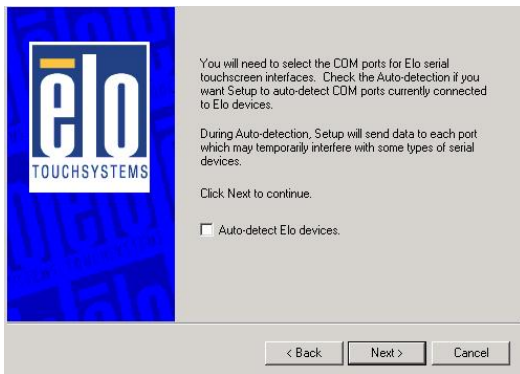 elo
TOUCHSYSTEMS
You will need to select the COM ports for Elo serial
touchscreen interfaces. Check the Auto-detection if you
want Setup to auto-detect COM ports currently connected
to Elo devices.
During Auto-detection, Setup will send data to each port
which may temporarily interfere with some types of serial
devices.
Click Next to continue.
Auto-detect Elo devices.
< Back
Next >
Cancel